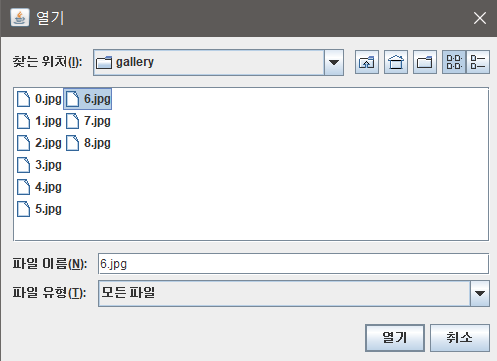 열기
찾는 위치(I): gallery
0.jpg 6.jpg
1.jpg 7.jpg
2.jpg 8.jpg
3.jpg
4.jpg
5.jpg
파일 이름(N): 6.jpg
파일 유형(T): 모든 파일
열기 취소